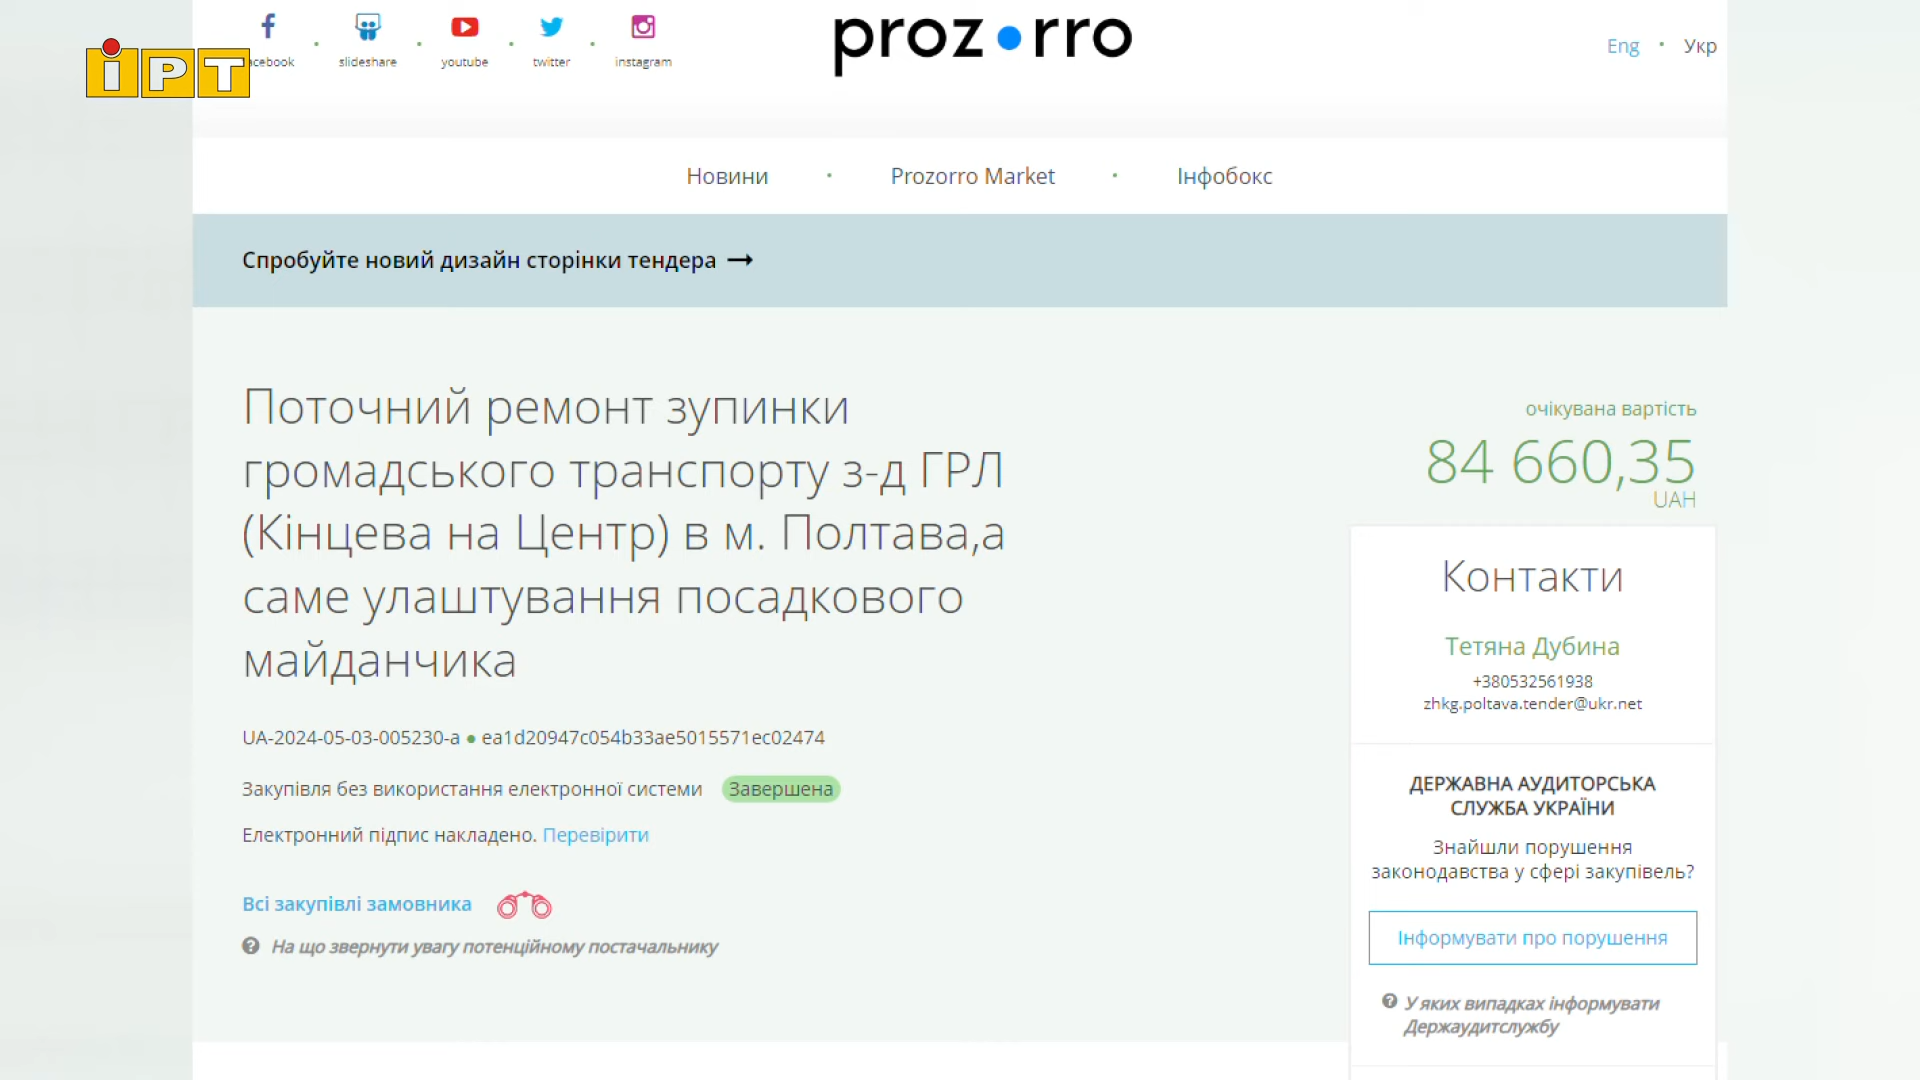 іРТ
acebook
slideshare
youtube
twitter
instagram
prozorro
Eng
Укр
Новини
Prozorro Market
Інфобокс
Спробуйте новий дизайн сторінки тендера →
Поточний ремонт зупинки
громадського транспорту з-д ГРЛ
(Кінцева на Центр) в м. Полтава,а
саме улаштування посадкового
майданчика
очікувана вартість
84 660,35
UAH
UA-2024-05-03-005230-a ● ea1d20947c054b33ae5015571ec02474
Закупівля без використання електронної системи Завершена
Електронний підпис накладено. Перевірити
Всі закупівлі замовника
На що звернути увагу потенційному постачальнику
Контакти
Тетяна Дубина
+380532561938
zhkg.poltava.tender@ukr.net
ДЕРЖАВНА АУДИТОРСЬКА
СЛУЖБА УКРАЇНИ
Знайшли порушення
законодавства у сфері закупівель?
Інформувати про порушення
У яких випадках інформувати
Держаудитслужбу